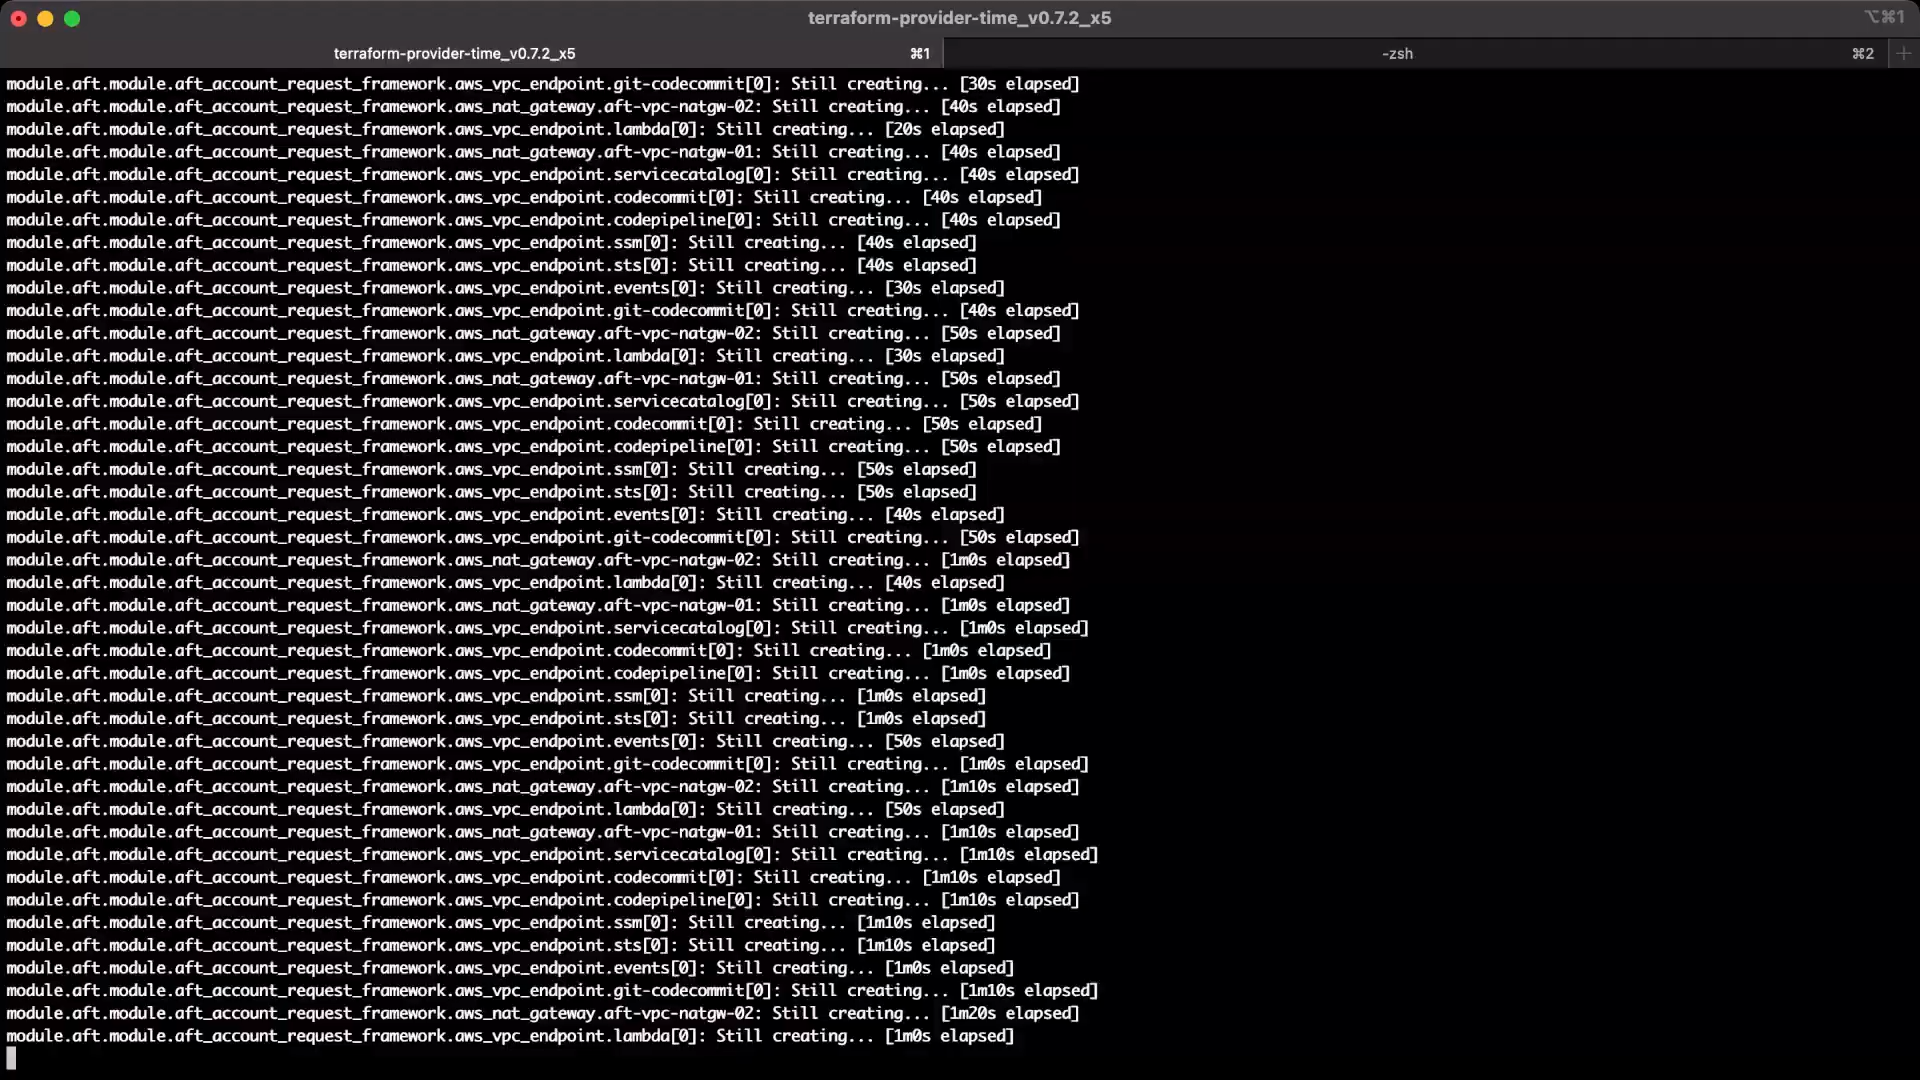 terraform-provider-time_v0.7.2_x5
⌥⌘1
terraform-provider-time_v0.7.2_x5 ⌘1
-zsh ⌘2 +
module.aft.module.aft_account_request_framework.aws_vpc_endpoint.git-codecommit[0]: Still creating... [30s elapsed]
module.aft.module.aft_account_request_framework.aws_nat_gateway.aft-vpc-natgw-02: Still creating... [40s elapsed]
module.aft.module.aft_account_request_framework.aws_vpc_endpoint.lambda[0]: Still creating... [20s elapsed]
module.aft.module.aft_account_request_framework.aws_nat_gateway.aft-vpc-natgw-01: Still creating... [40s elapsed]
module.aft.module.aft_account_request_framework.aws_vpc_endpoint.servicecatalog[0]: Still creating... [40s elapsed]
module.aft.module.aft_account_request_framework.aws_vpc_endpoint.codecommit[0]: Still creating... [40s elapsed]
module.aft.module.aft_account_request_framework.aws_vpc_endpoint.codepipeline[0]: Still creating... [40s elapsed]
module.aft.module.aft_account_request_framework.aws_vpc_endpoint.ssm[0]: Still creating... [40s elapsed]
module.aft.module.aft_account_request_framework.aws_vpc_endpoint.sts[0]: Still creating... [40s elapsed]
module.aft.module.aft_account_request_framework.aws_vpc_endpoint.events[0]: Still creating... [30s elapsed]
module.aft.module.aft_account_request_framework.aws_vpc_endpoint.git-codecommit[0]: Still creating... [40s elapsed]
module.aft.module.aft_account_request_framework.aws_nat_gateway.aft-vpc-natgw-02: Still creating... [50s elapsed]
module.aft.module.aft_account_request_framework.aws_vpc_endpoint.lambda[0]: Still creating... [30s elapsed]
module.aft.module.aft_account_request_framework.aws_nat_gateway.aft-vpc-natgw-01: Still creating... [50s elapsed]
module.aft.module.aft_account_request_framework.aws_vpc_endpoint.servicecatalog[0]: Still creating... [50s elapsed]
module.aft.module.aft_account_request_framework.aws_vpc_endpoint.codecommit[0]: Still creating... [50s elapsed]
module.aft.module.aft_account_request_framework.aws_vpc_endpoint.codepipeline[0]: Still creating... [50s elapsed]
module.aft.module.aft_account_request_framework.aws_vpc_endpoint.ssm[0]: Still creating... [50s elapsed]
module.aft.module.aft_account_request_framework.aws_vpc_endpoint.sts[0]: Still creating... [50s elapsed]
module.aft.module.aft_account_request_framework.aws_vpc_endpoint.events[0]: Still creating... [40s elapsed]
module.aft.module.aft_account_request_framework.aws_vpc_endpoint.git-codecommit[0]: Still creating... [50s elapsed]
module.aft.module.aft_account_request_framework.aws_nat_gateway.aft-vpc-natgw-02: Still creating... [1m0s elapsed]
module.aft.module.aft_account_request_framework.aws_vpc_endpoint.lambda[0]: Still creating... [40s elapsed]
module.aft.module.aft_account_request_framework.aws_nat_gateway.aft-vpc-natgw-01: Still creating... [1m0s elapsed]
module.aft.module.aft_account_request_framework.aws_vpc_endpoint.servicecatalog[0]: Still creating... [1m0s elapsed]
module.aft.module.aft_account_request_framework.aws_vpc_endpoint.codecommit[0]: Still creating... [1m0s elapsed]
module.aft.module.aft_account_request_framework.aws_vpc_endpoint.codepipeline[0]: Still creating... [1m0s elapsed]
module.aft.module.aft_account_request_framework.aws_vpc_endpoint.ssm[0]: Still creating... [1m0s elapsed]
module.aft.module.aft_account_request_framework.aws_vpc_endpoint.sts[0]: Still creating... [1m0s elapsed]
module.aft.module.aft_account_request_framework.aws_vpc_endpoint.events[0]: Still creating... [50s elapsed]
module.aft.module.aft_account_request_framework.aws_vpc_endpoint.git-codecommit[0]: Still creating... [1m0s elapsed]
module.aft.module.aft_account_request_framework.aws_nat_gateway.aft-vpc-natgw-02: Still creating... [1m10s elapsed]
module.aft.module.aft_account_request_framework.aws_vpc_endpoint.lambda[0]: Still creating... [50s elapsed]
module.aft.module.aft_account_request_framework.aws_nat_gateway.aft-vpc-natgw-01: Still creating... [1m10s elapsed]
module.aft.module.aft_account_request_framework.aws_vpc_endpoint.servicecatalog[0]: Still creating... [1m10s elapsed]
module.aft.module.aft_account_request_framework.aws_vpc_endpoint.codecommit[0]: Still creating... [1m10s elapsed]
module.aft.module.aft_account_request_framework.aws_vpc_endpoint.codepipeline[0]: Still creating... [1m10s elapsed]
module.aft.module.aft_account_request_framework.aws_vpc_endpoint.ssm[0]: Still creating... [1m10s elapsed]
module.aft.module.aft_account_request_framework.aws_vpc_endpoint.sts[0]: Still creating... [1m10s elapsed]
module.aft.module.aft_account_request_framework.aws_vpc_endpoint.events[0]: Still creating... [1m0s elapsed]
module.aft.module.aft_account_request_framework.aws_vpc_endpoint.git-codecommit[0]: Still creating... [1m10s elapsed]
module.aft.module.aft_account_request_framework.aws_nat_gateway.aft-vpc-natgw-02: Still creating... [1m20s elapsed]
module.aft.module.aft_account_request_framework.aws_vpc_endpoint.lambda[0]: Still creating... [1m0s elapsed]